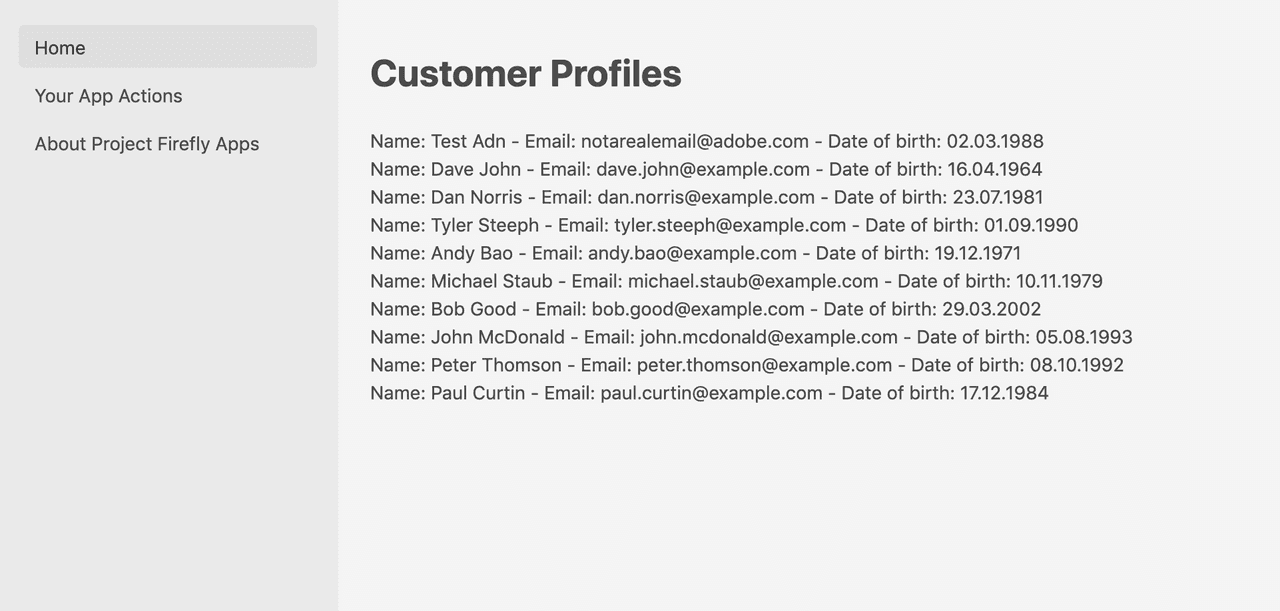 Home
Your App Actions
About Project Firefly Apps
Customer Profiles
Name: Test Adn - Email: notarealemail@adobe.com - Date of birth: 02.03.1988
Name: Dave John - Email: dave.john@example.com - Date of birth: 16.04.1964
Name: Dan Norris - Email: dan.norris@example.com - Date of birth: 23.07.1981
Name: Tyler Steeph - Email: tyler.steeph@example.com - Date of birth: 01.09.1990
Name: Andy Bao - Email: andy.bao@example.com - Date of birth: 19.12.1971
Name: Michael Staub - Email: michael.staub@example.com - Date of birth: 10.11.1979
Name: Bob Good - Email: bob.good@example.com - Date of birth: 29.03.2002
Name: John McDonald - Email: john.mcdonald@example.com - Date of birth: 05.08.1993
Name: Peter Thomson - Email: peter.thomson@example.com - Date of birth: 08.10.1992
Name: Paul Curtin - Email: paul.curtin@example.com - Date of birth: 17.12.1984